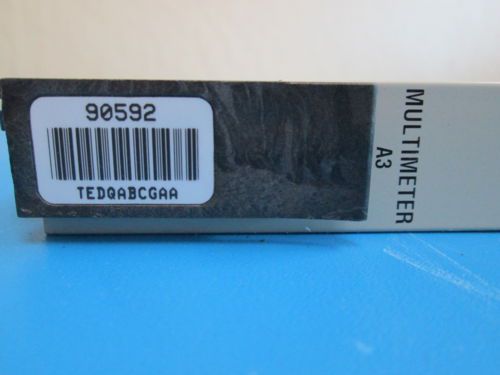 90592
TEDQABCGAA
MULTIMETER
A3